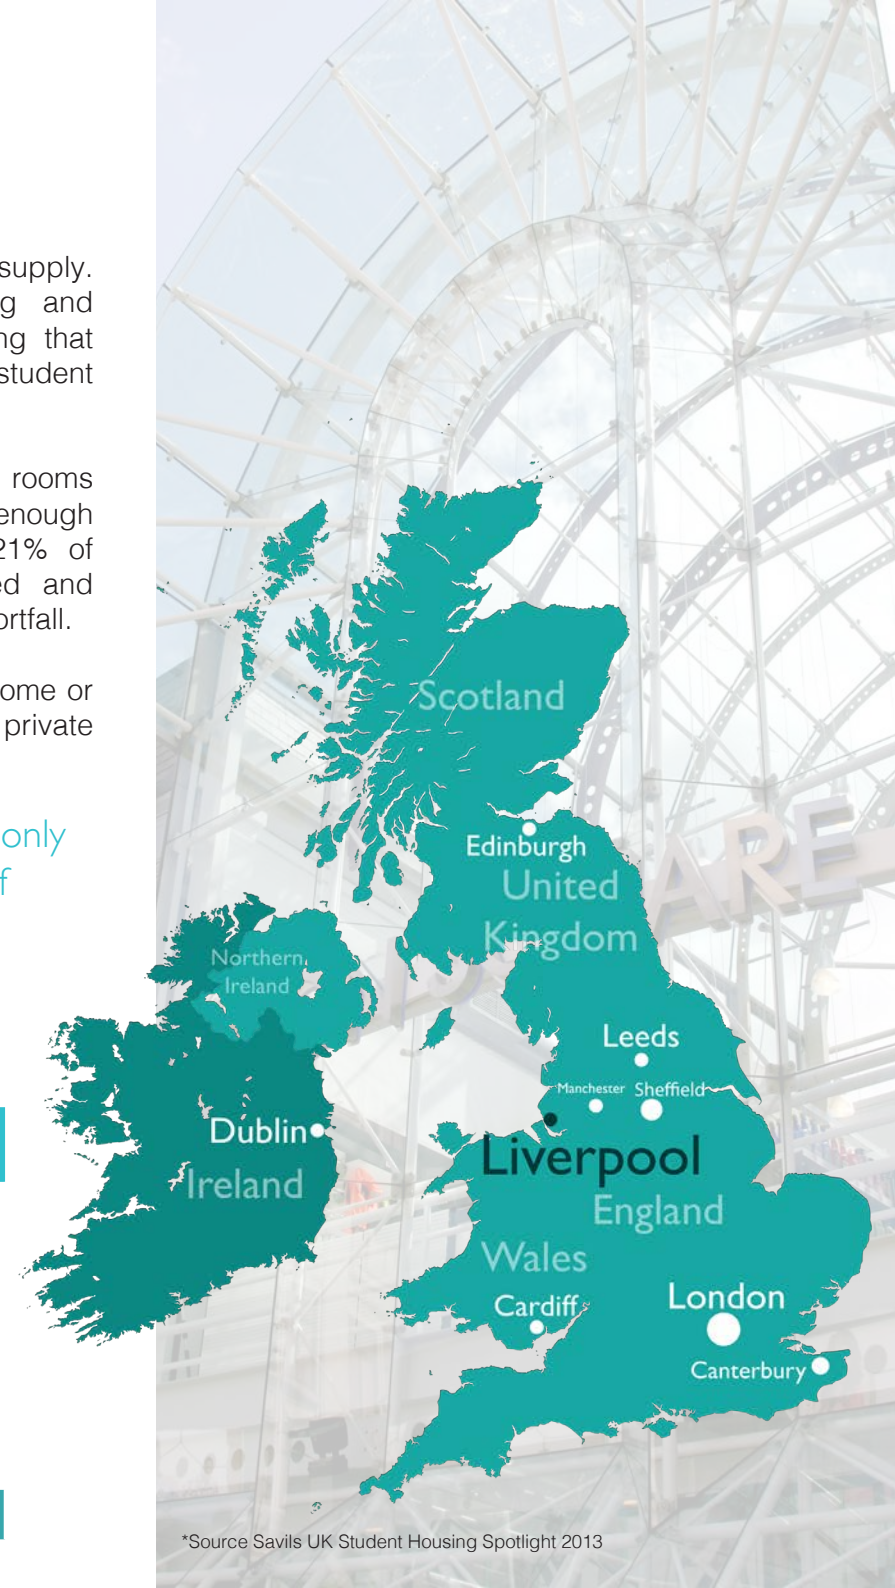 supply.
g and
ng that
student
rooms
enough
21% of
ed and
ortfall.
ome or
private
only
f
Scotland
Edinburgh
United
Kingdom
Northern
Ireland
Leeds
Manchester Sheffield
Dublin
Liverpool
Ireland
England
Wales
Cardiff
London
Canterbury
ARE
*Source Savils UK Student Housing Spotlight 2013